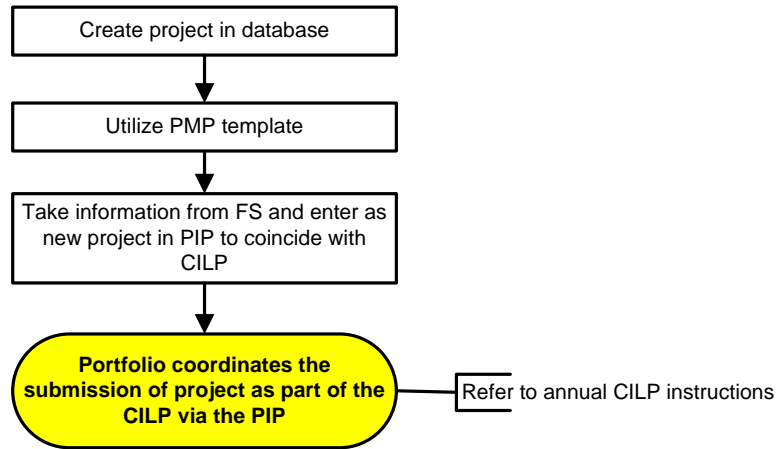 Create project in database
Utilize PMP template
Take information from FS and enter as
new project in PIP to coincide with
CILP
Portfolio coordinates the
submission of project as part of the
CILP via the PIP
Refer to annual CILP instructions